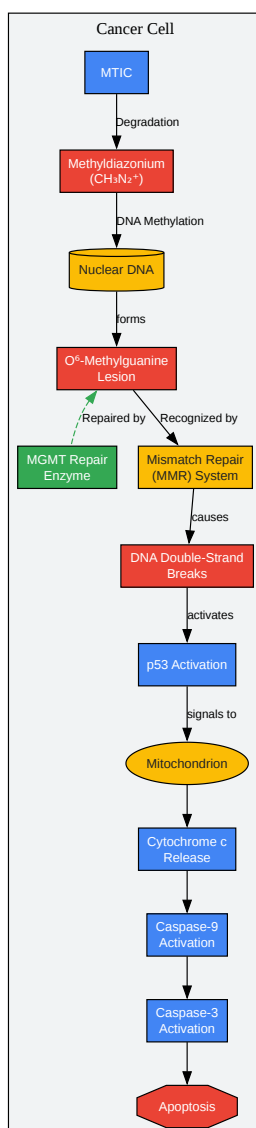 Cancer Cell
MTIC
Degradation
Methyldiazonium
(CH₃N₂⁺)
DNA Methylation
Nuclear DNA
forms
O⁶-Methylguanine
Lesion
Repaired by
Recognized by
MGMT Repair
Enzyme
Mismatch Repair
(MMR) System
causes
DNA Double-Strand
Breaks
activates
p53 Activation
signals to
Mitochondrion
Cytochrome c
Release
Caspase-9
Activation
Caspase-3
Activation
Apoptosis